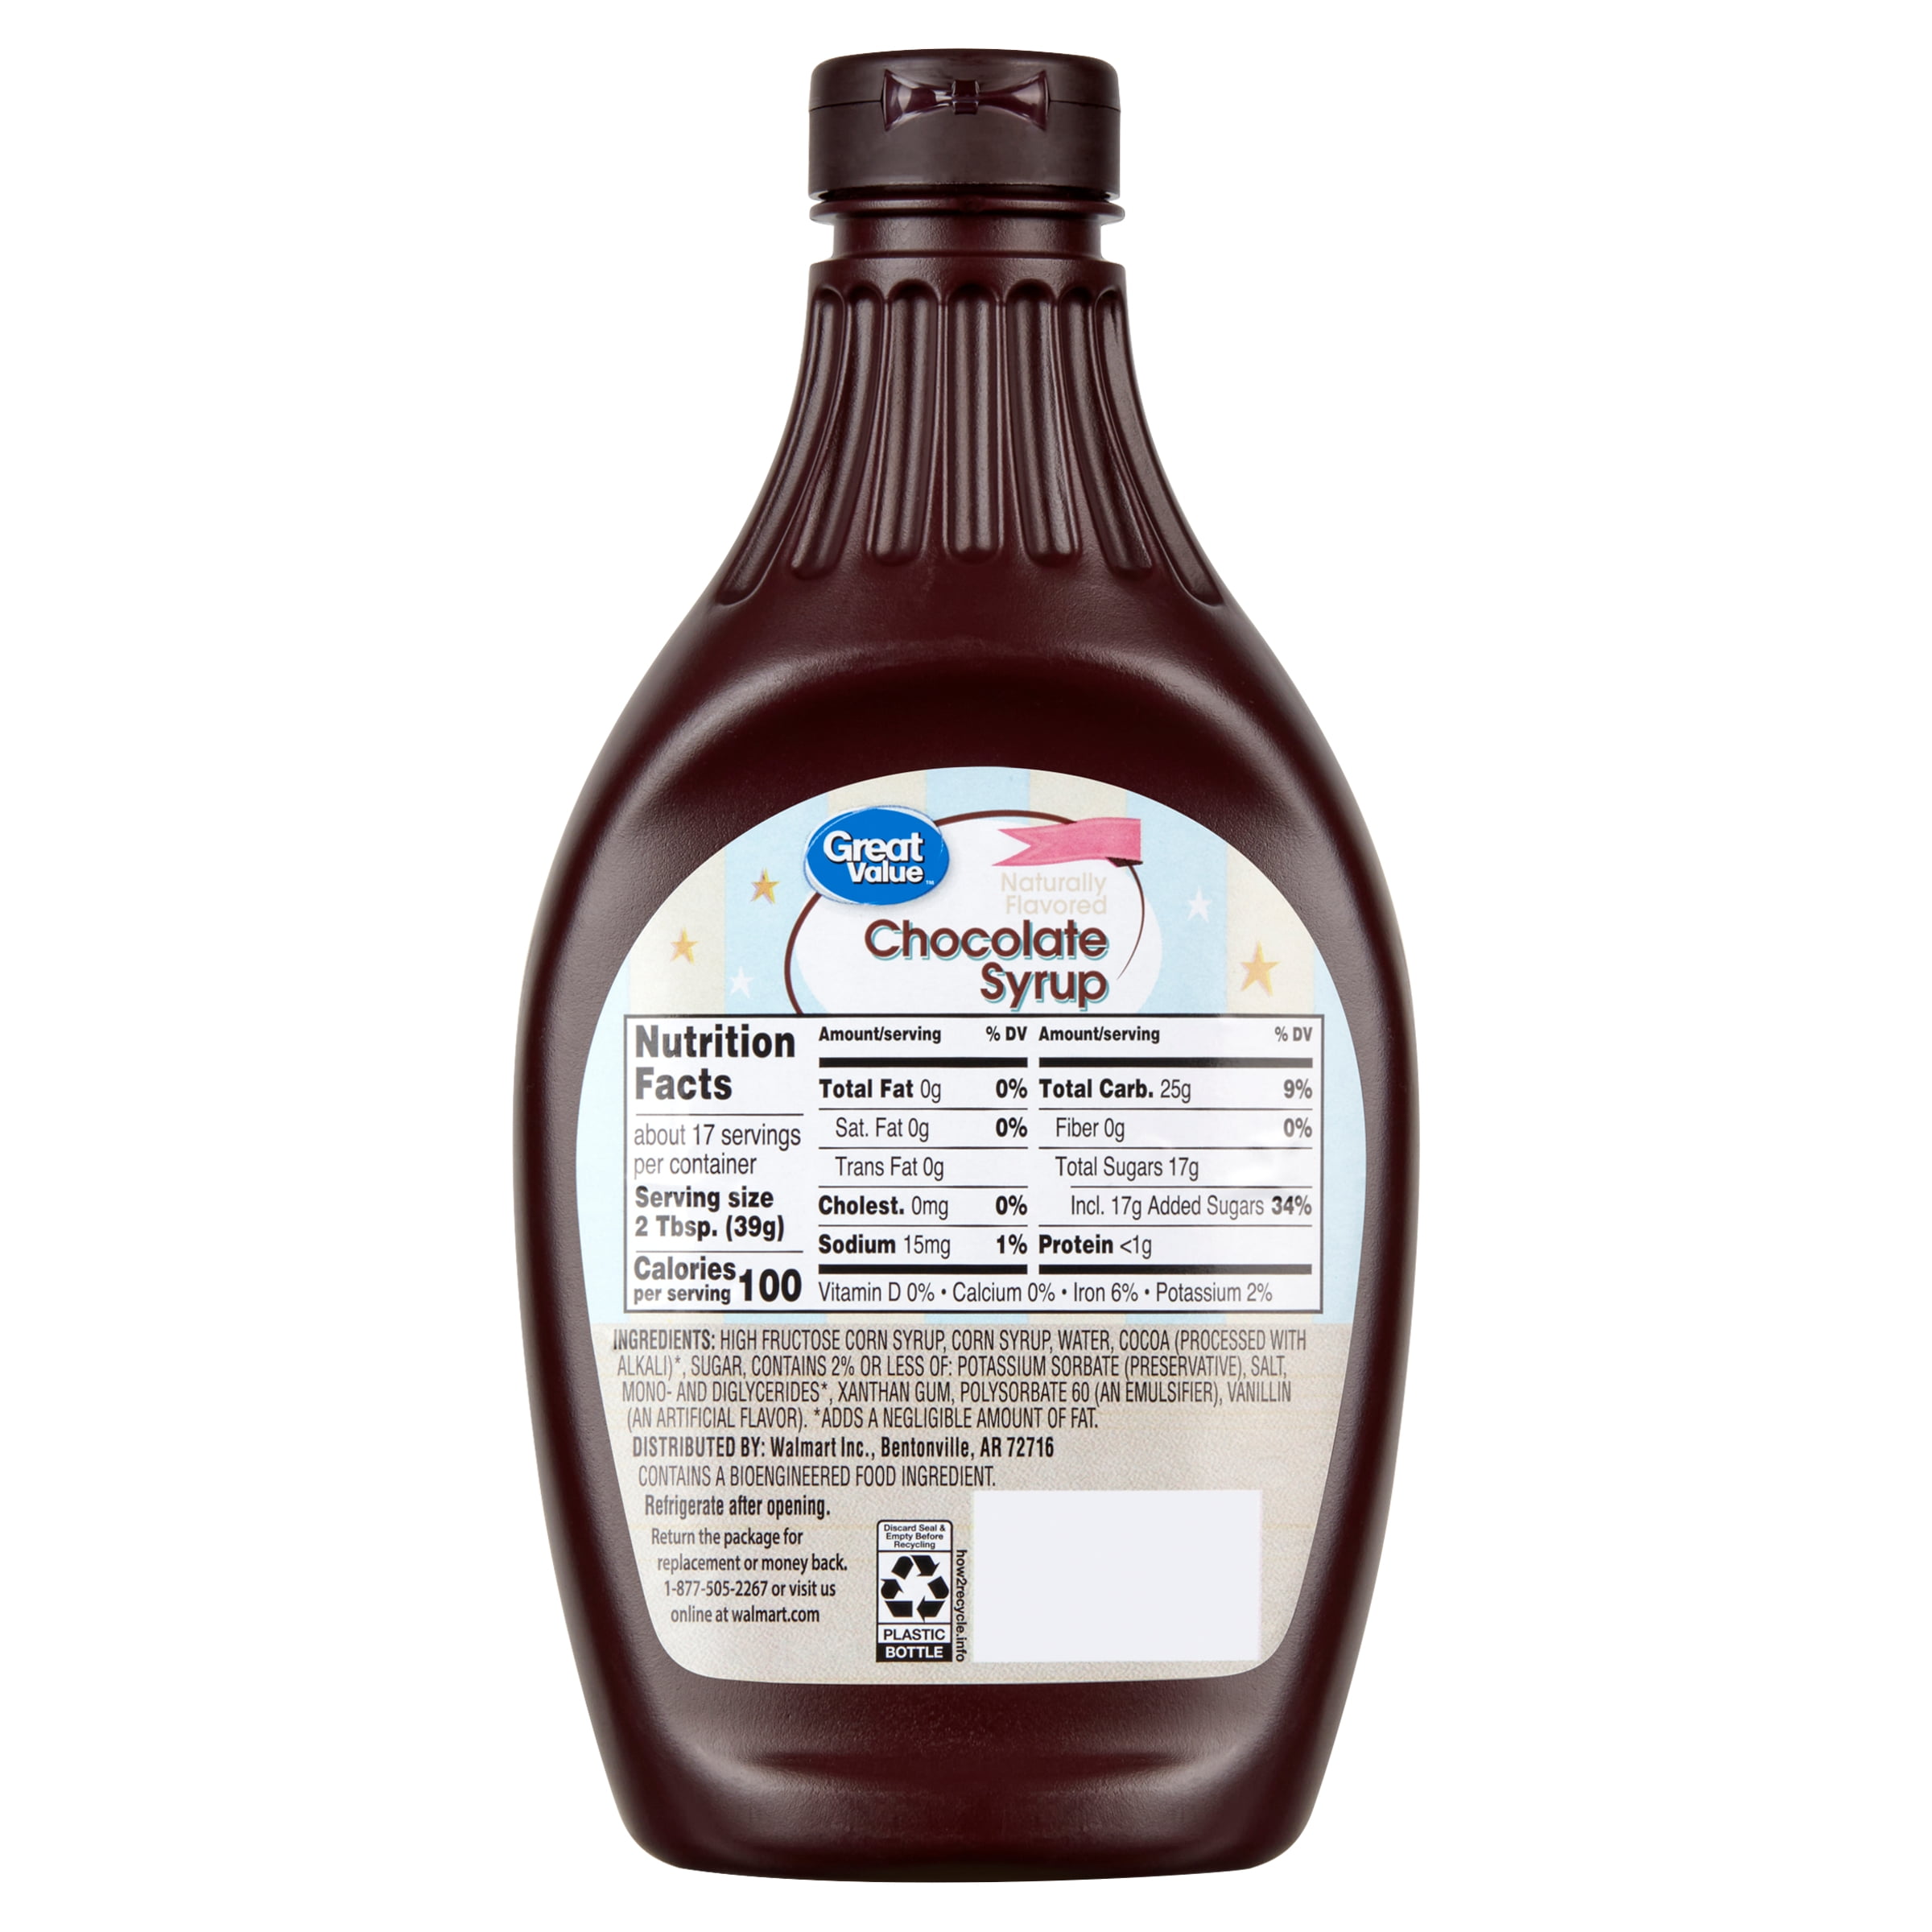 Great
Value™
Naturally
Flavored
Chocolate
Syrup
Nutrition
Facts
about 17 servings
per container
Serving size
2 Tbsp. (39g)
Calories
per serving 100
Amount/serving % DV
Total Fat 0g 0%
Sat. Fat 0g 0%
Trans Fat 0g
Cholest. 0mg 0%
Sodium 15mg 1%
Amount/serving % DV
Total Carb. 25g 9%
Fiber 0g 0%
Total Sugars 17g
Incl. 17g Added Sugars 34%
Protein <1g
Vitamin D 0% • Calcium 0% • Iron 6% • Potassium 2%
INGREDIENTS: HIGH FRUCTOSE CORN SYRUP, CORN SYRUP, WATER, COCOA (PROCESSED WITH
ALKALI)*, SUGAR, CONTAINS 2% OR LESS OF: POTASSIUM SORBATE (PRESERVATIVE), SALT,
MONO- AND DIGLYCERIDES*, XANTHAN GUM, POLYSORBATE 60 (AN EMULSIFIER), VANILLIN
(AN ARTIFICIAL FLAVOR). *ADDS A NEGLIGIBLE AMOUNT OF FAT.
DISTRIBUTED BY: Walmart Inc., Bentonville, AR 72716
CONTAINS A BIOENGINEERED FOOD INGREDIENT.
Refrigerate after opening.
Return the package for
replacement or money back.
1-877-505-2267 or visit us
online at walmart.com
Discard Seal &
Empty Before
Recycling
PLASTIC
BOTTLE
how2recycle.info